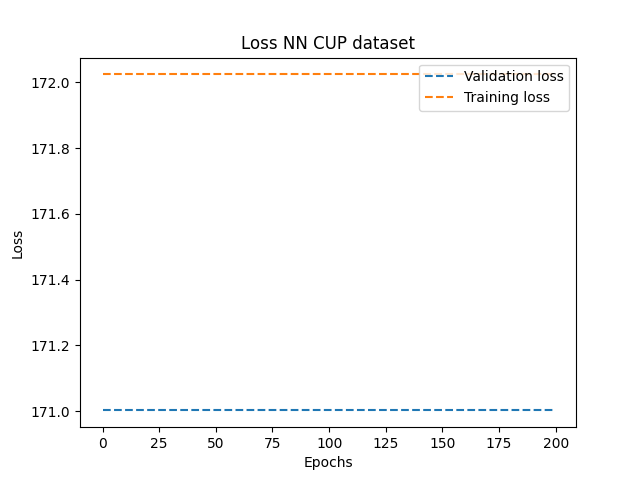 Loss NN CUP dataset
Validation loss
Training loss
172.0
171.8
171.6
171.4
171.2
171.0
Loss
0 25 50 75 100 125 150 175 200
Epochs